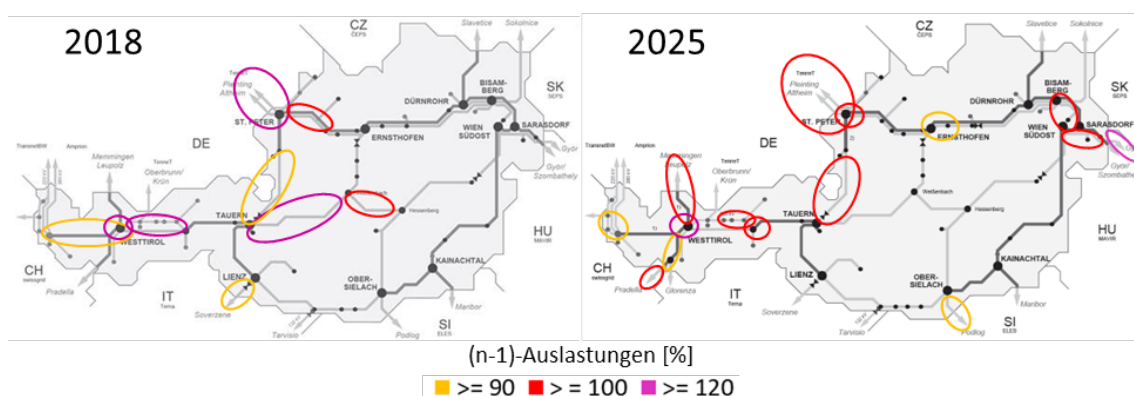 2018
CZ
ČEPS
Slavetice
Sokolnice
TenneT
Pleinting
Altheim
ST. PETER
DÜRNROHR
BISAM-
BERG
SK
SEPS
WIEN
SÜDOST
SARASDORF
ERNSTHOFEN
Győr
Győr/
Szombathely
DE
TransnetBW
Amprion
Memmingen
Leupolz
TenneT
Oberbrunn/
Krün
TAUERN
Hessenberg
WESTTIROL
HU
MAVIR
CH
swissgrid
LIENZ
KAINACHTAL
OBER-
SIELACH
Pradella
IT
Terna
Soverzene
Tarvisio
SI
ELES
Maribor
Podlog
2025
CZ
ČEPS
Slavetice
Sokolnice
TenneT
Pleinting
Altheim
ST. PETER
DÜRNROHR
BISAM-
BERG
SK
SEPS
WIEN
SÜDOST
SARASDORF
ERNSTHOFEN
Győr/
Szombathely
DE
TransnetBW
Amprion
Memmingen
Leupolz
TenneT
Oberbrunn/
Krün
Weißenbach
TAUERN
Hessenberg
WESTTIROL
HU
MAVIR
CH
swissgrid
LIENZ
KAINACHTAL
OBER-
SIELACH
Pradella
Glorenza
IT
Terna
Soverzene
Tarvisio
SI
ELES
Maribor
Podlog
(n-1)-Auslastungen [%]
>= 90 > = 100 >= 120